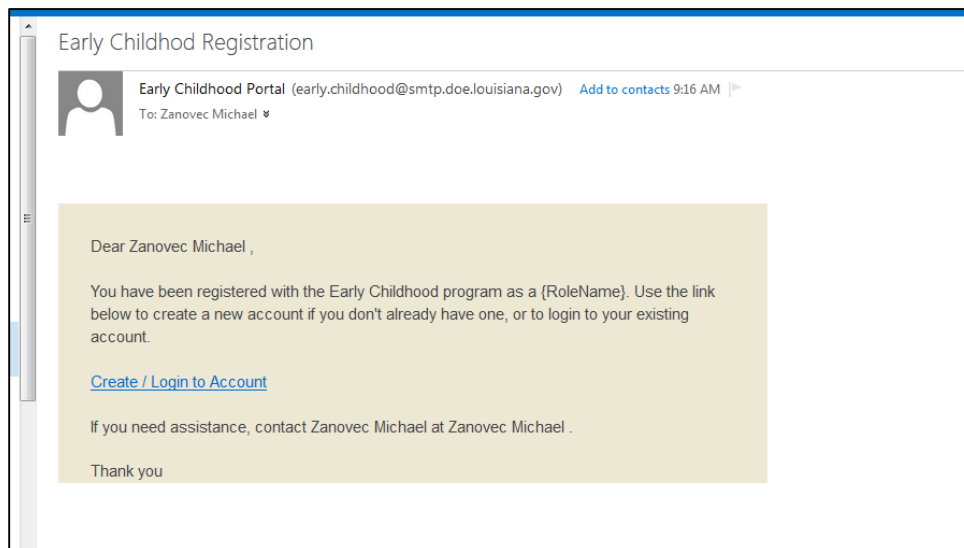 Early Childhod Registration
Early Childhood Portal (early.childhood@smtp.doe.louisiana.gov) Add to contacts 9:16 AM
To: Zanovec Michael
Dear Zanovec Michael ,
You have been registered with the Early Childhood program as a {RoleName}. Use the link
below to create a new account if you don't already have one, or to login to your existing
account.
Create / Login to Account
If you need assistance, contact Zanovec Michael at Zanovec Michael .
Thank you